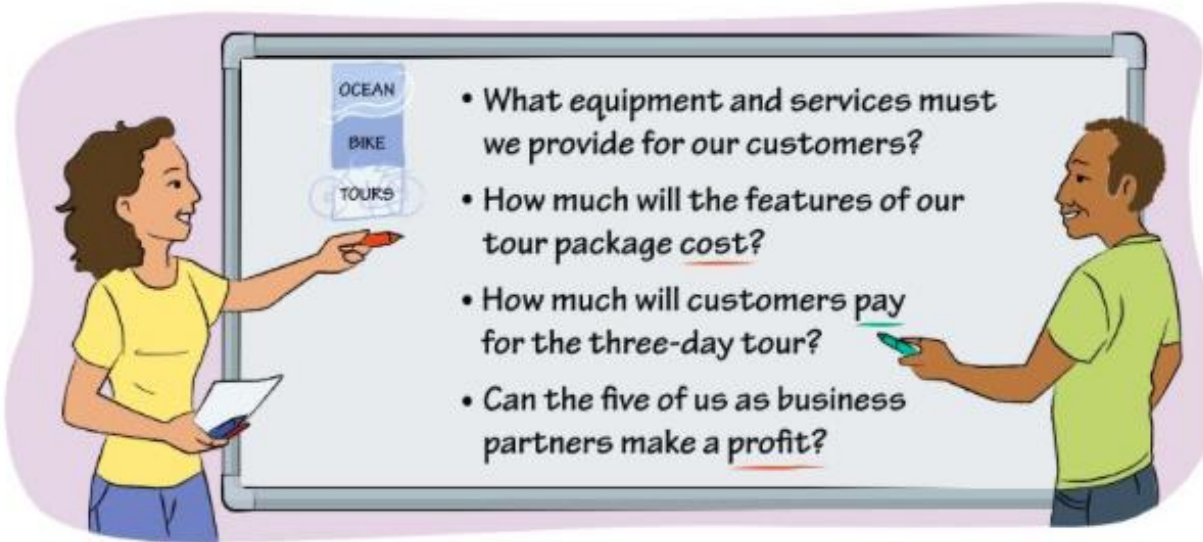 OCEAN
BIKE
TOURS
• What equipment and services must
we provide for our customers?
• How much will the features of our
tour package cost?
• How much will customers pay
for the three-day tour?
• Can the five of us as business
partners make a profit?